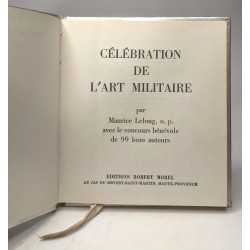 CÉLÉBRATION
DE
L'ART MILITAIRE
par
Maurice Lelong, o. p.
avec le concours bénévole
de 99 bons auteurs
EDITIONS ROBERT MOREL
AU JAS DU REVEST-SAINT-MARTIN, HAUTE-PROVENCE